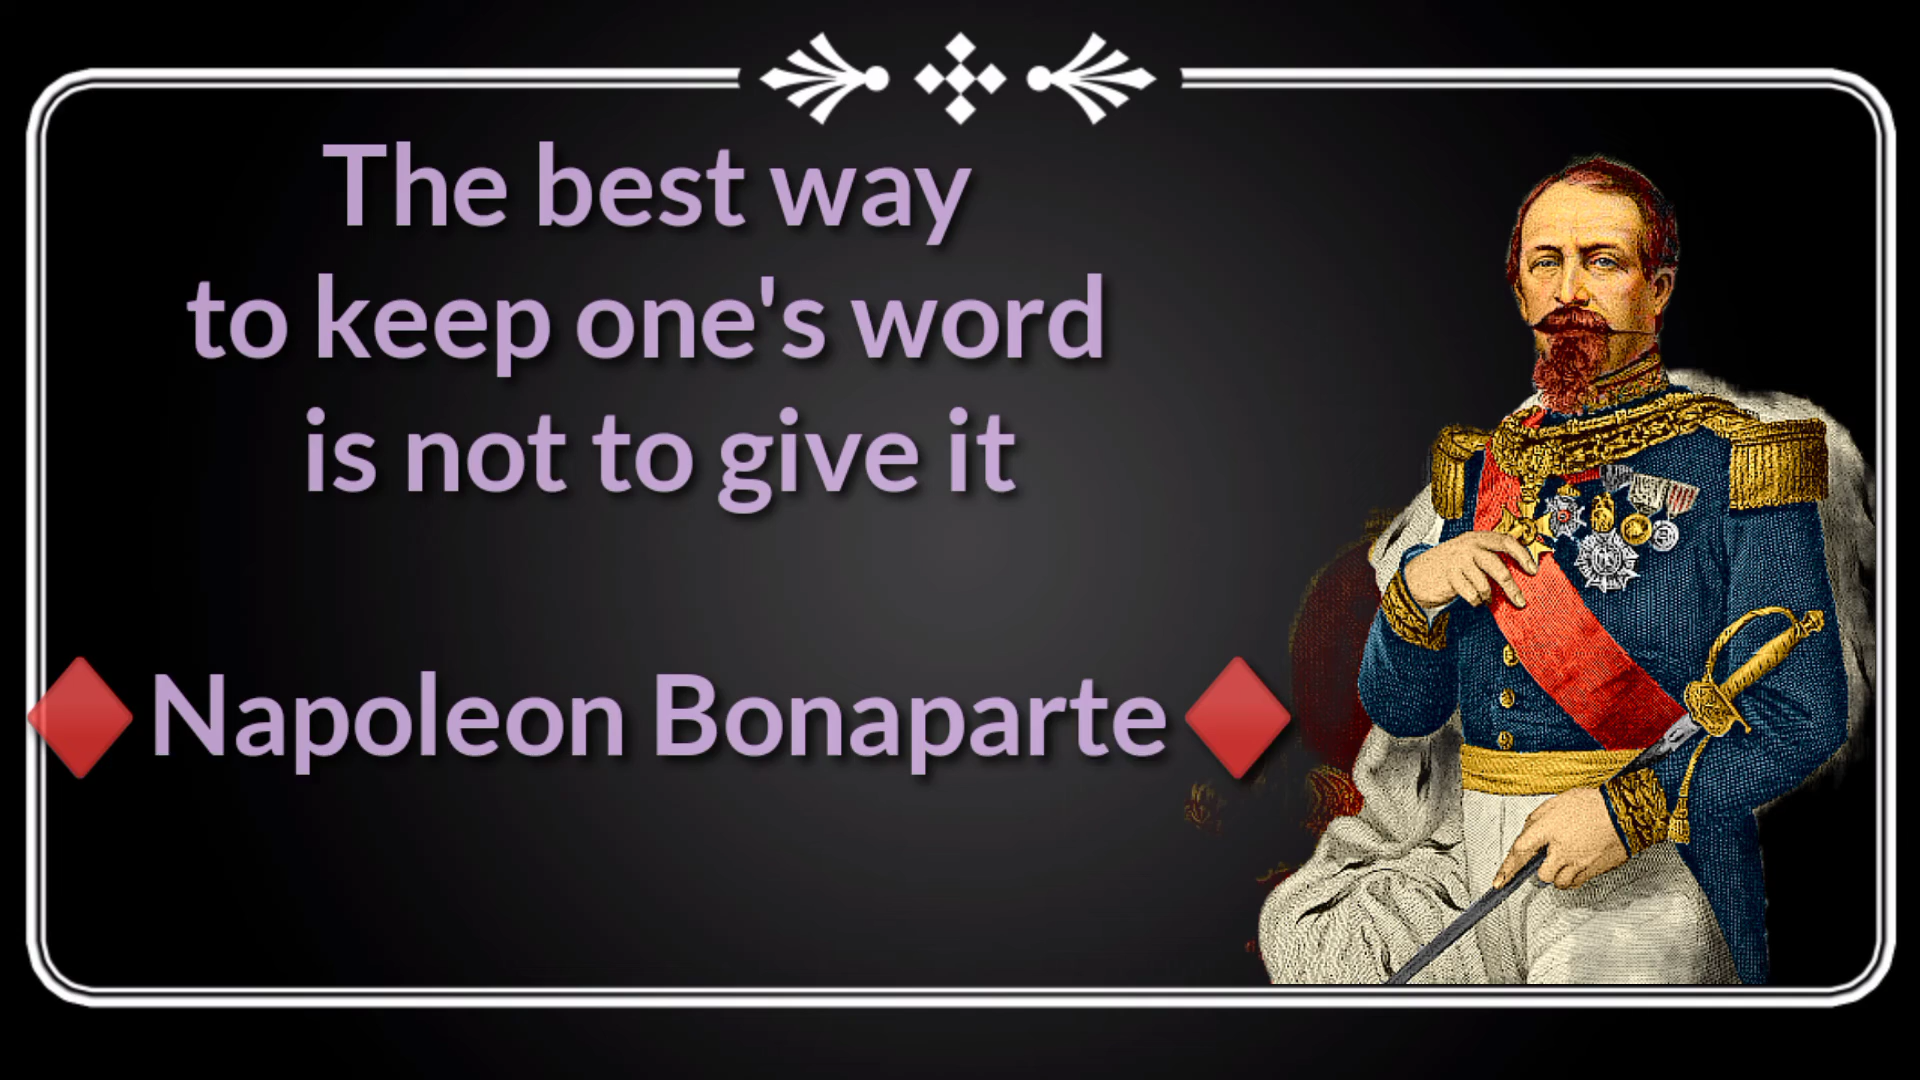 The best way
to keep one's word
is not to give it
♦Napoleon Bonaparte♦